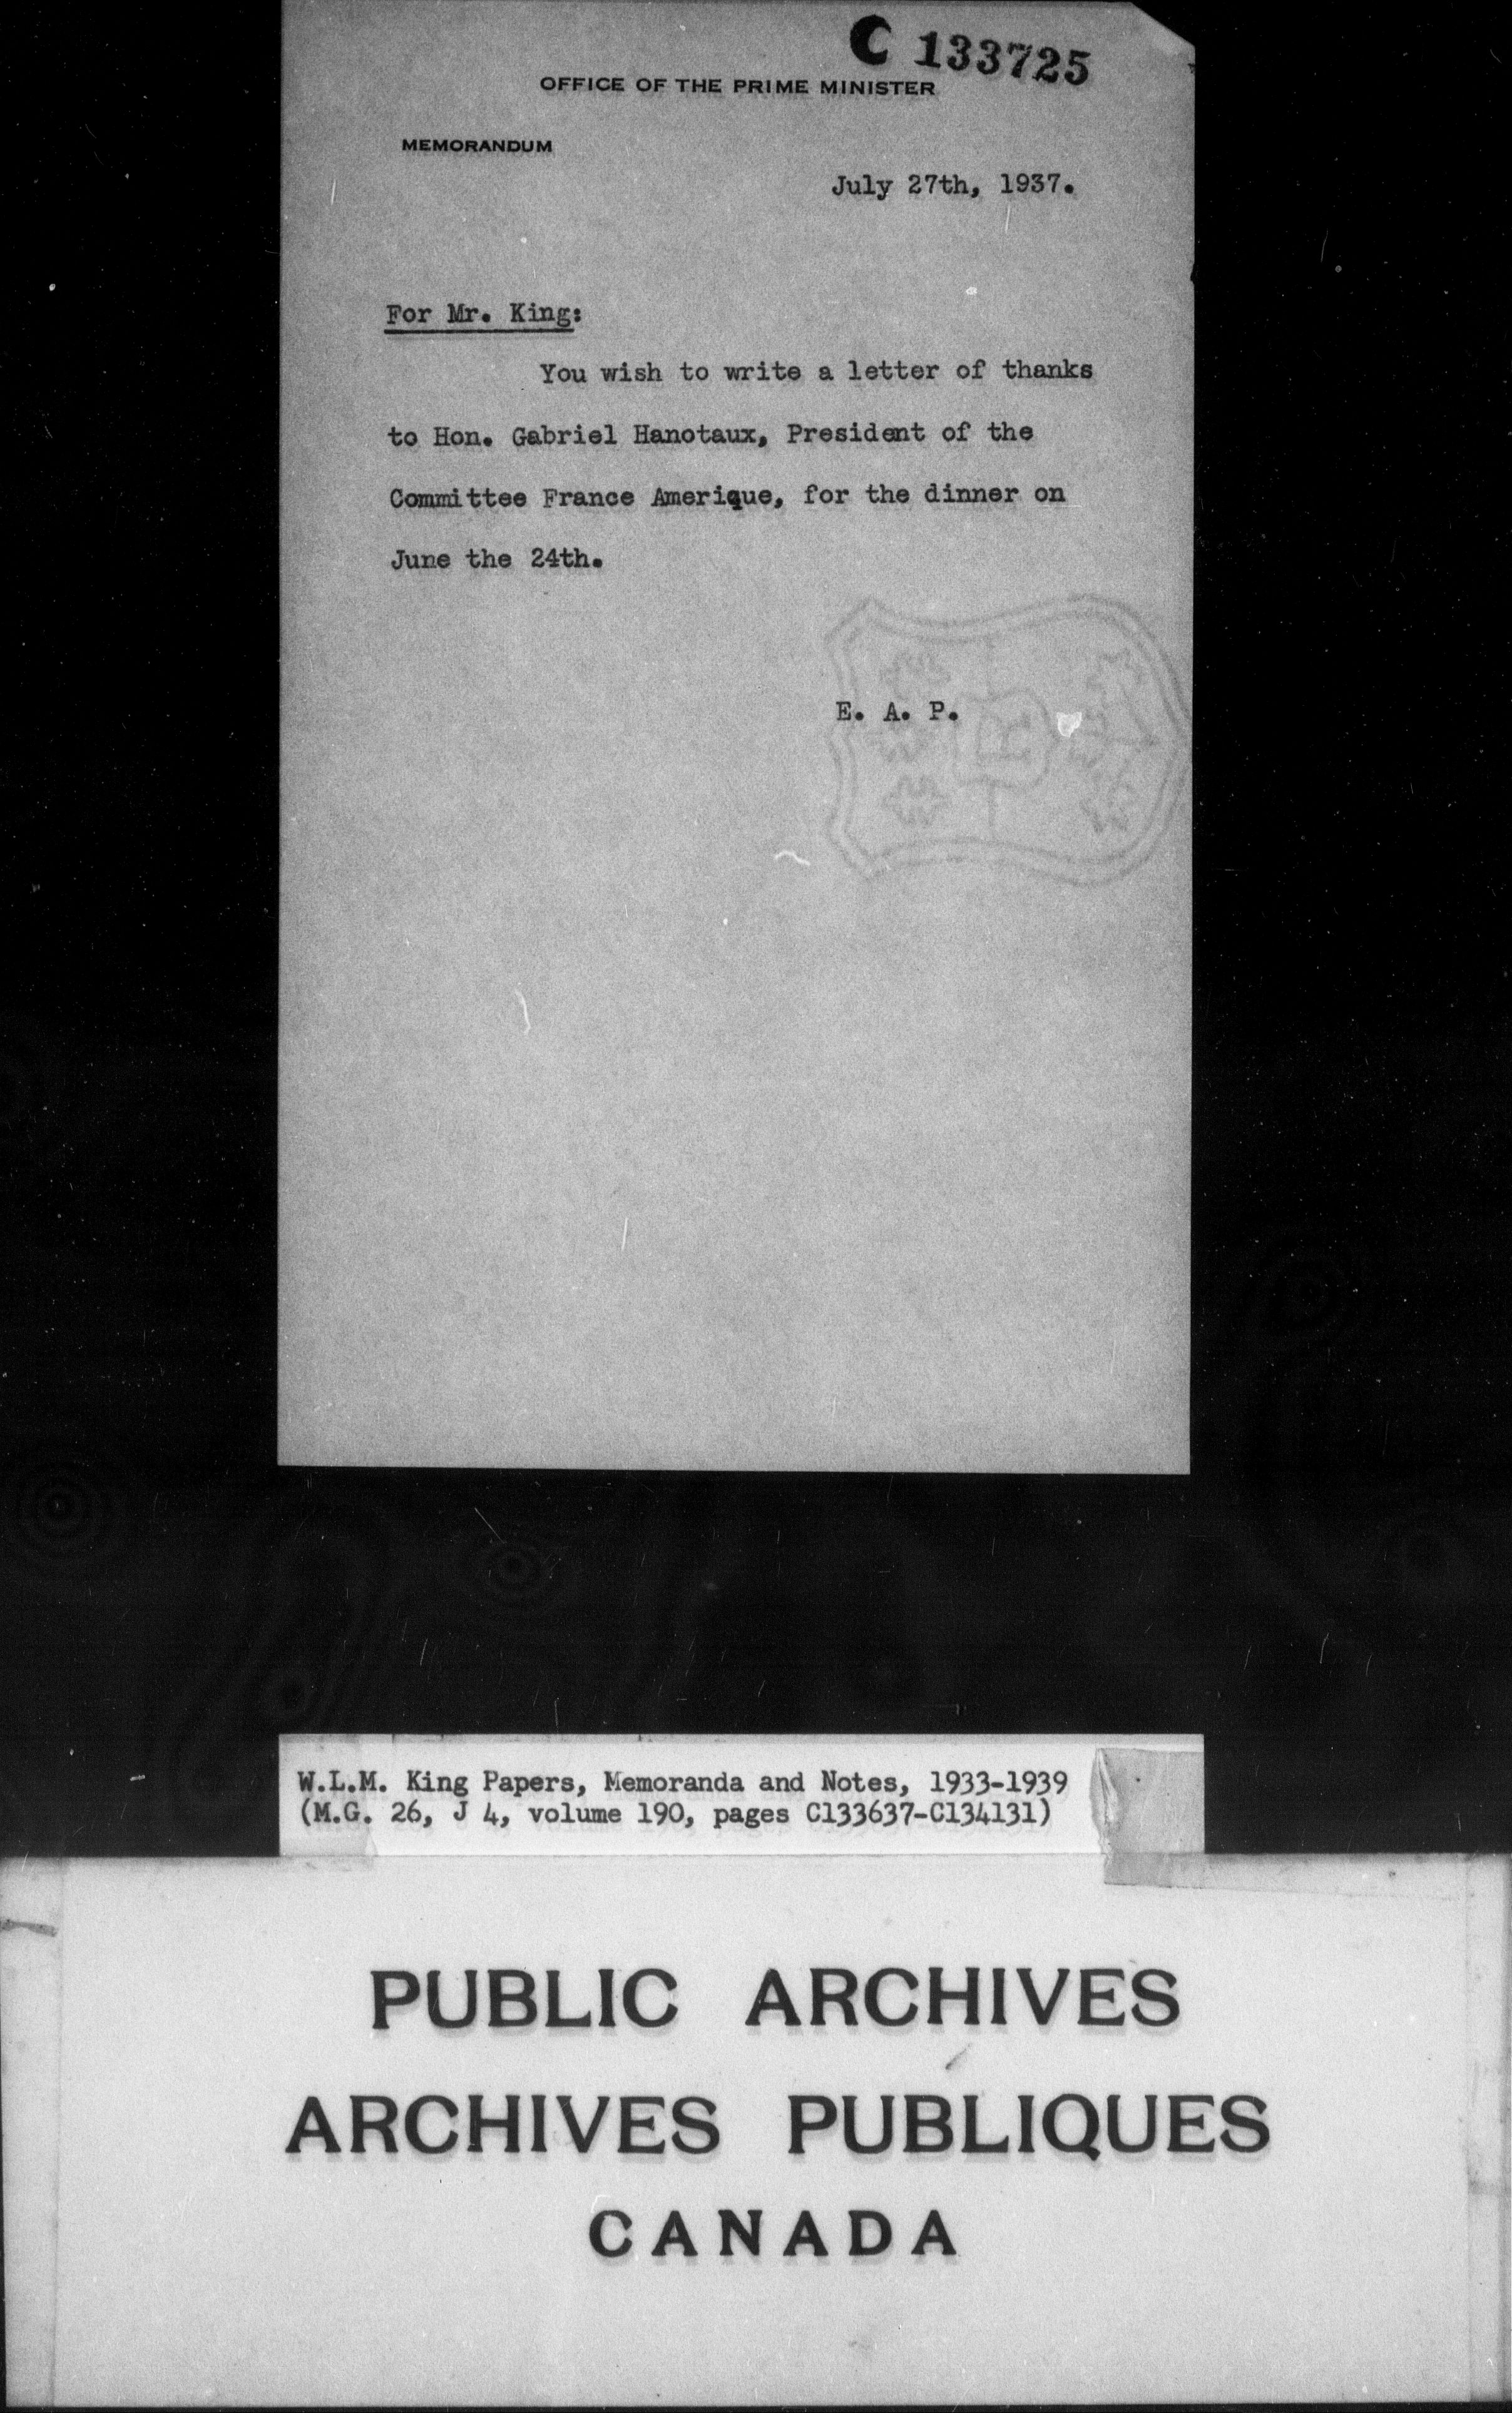 C 133725
OFFICE OF THE PRIME MINISTER
MEMORANDUM
July 27th, 1937.
For Mr. King:
You wish to write a letter of thanks
to Hon. Gabriel Hanotaux, President of the
Committee France Amerique, for the dinner on
June the 24th.
E. A. P.
W.L.M. King Papers, Memoranda and Notes, 1933-1939
(M.G. 26, J 4, volume 190, pages C133637-C134131)
PUBLIC ARCHIVES
ARCHIVES PUBLIQUES
CANADA